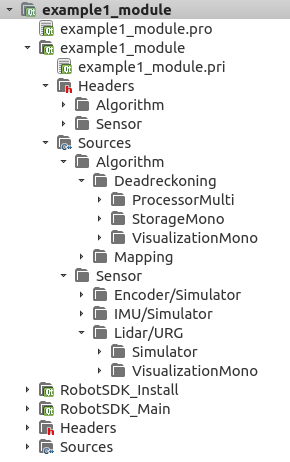 example1_module
example1_module.pro
example1_module
example1_module.pri
Headers
Algorithm
Sensor
Sources
Algorithm
Deadreckoning
ProcessorMulti
StorageMono
VisualizationMono
Mapping
Sensor
Encoder/Simulator
IMU/Simulator
Lidar/URG
Simulator
VisualizationMono
RobotSDK_Install
RobotSDK_Main
Headers
Sources